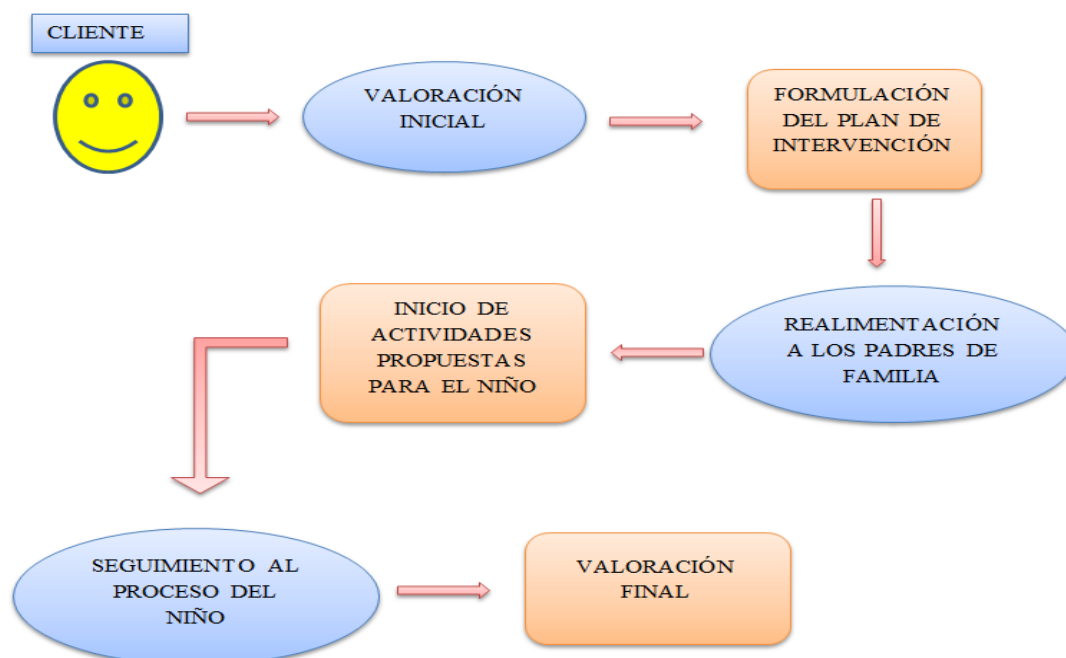 CLIENTE
VALORACIÓN
INICIAL
FORMULACIÓN
DEL PLAN DE
INTERVENCIÓN
REALIMENTACIÓN
A LOS PADRES DE
FAMILIA
INICIO DE
ACTIVIDADES
PROPUESTAS
PARA EL NIÑO
SEGUIMIENTO AL
PROCESO DEL
NIÑO
VALORACIÓN
FINAL